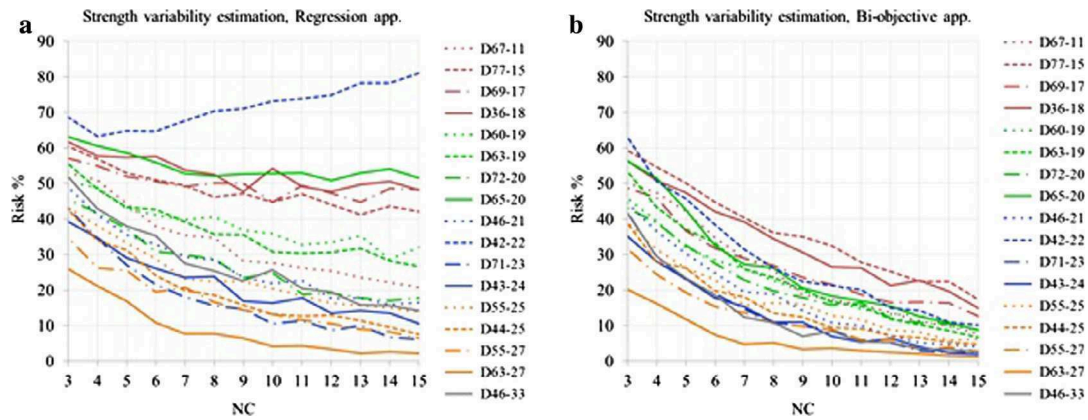 a
Strength variability estimation, Regression app.
90
80
70
60
50
40
30
20
10
0
Risk %
3 4 5 6 7 8 9 10 11 12 13 14 15
NC
D67-11
D77-15
D69-17
D36-18
D60-19
D63-19
D72-20
D65-20
D46-21
D42-22
D71-23
D43-24
D55-25
D44-25
D55-27
D63-27
D46-33
b
Strength variability estimation, Bi-objective app.
90
80
70
60
50
40
30
20
10
0
Risk %
3 4 5 6 7 8 9 10 11 12 13 14 15
NC
D67-11
D77-15
D69-17
D36-18
D60-19
D63-19
D72-20
D65-20
D46-21
D42-22
D71-23
D43-24
D55-25
D44-25
D55-27
D63-27
D46-33